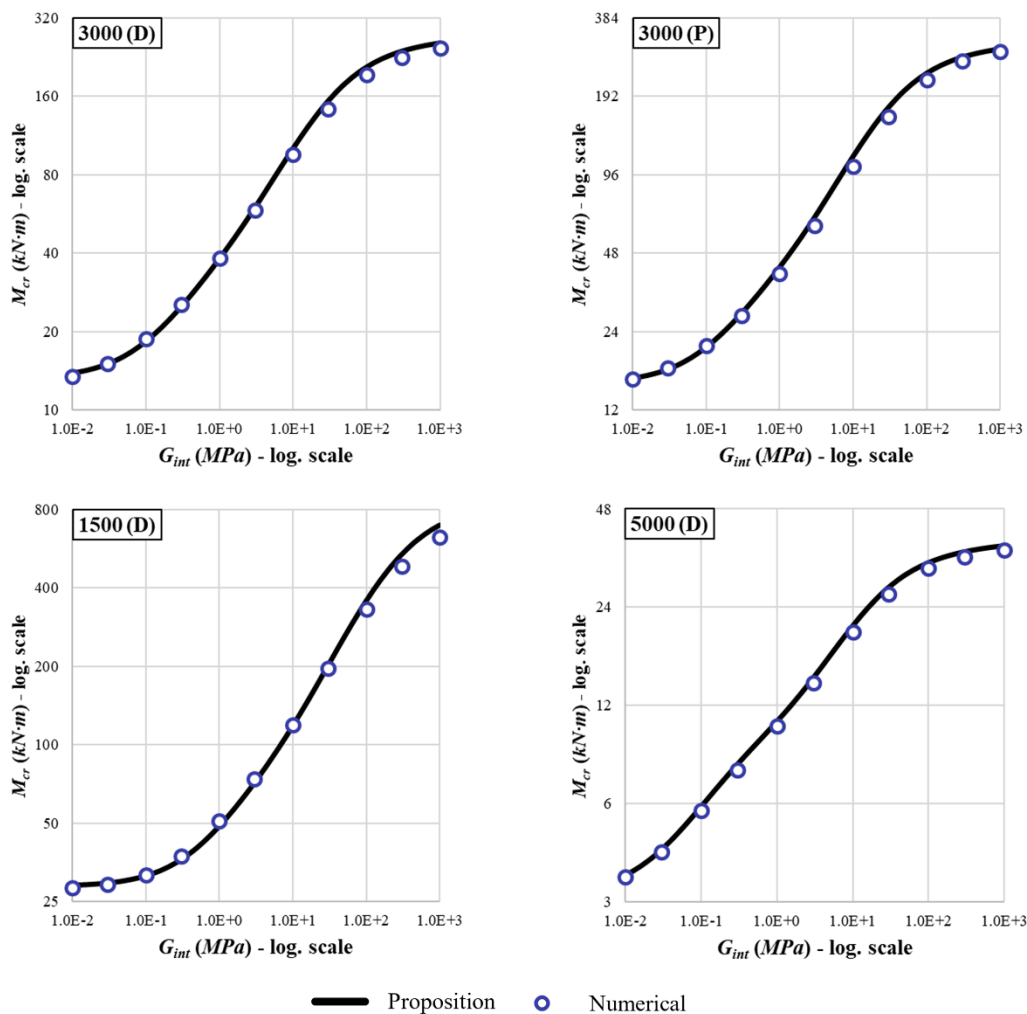 3000 (D)
320
160
80
40
20
10
M_cr (kN·m) - log. scale
1.0E-2 1.0E-1 1.0E+0 1.0E+1 1.0E+2 1.0E+3
G_int (MPa) - log. scale
3000 (P)
384
192
96
48
24
12
M_cr (kN·m) - log. scale
1.0E-2 1.0E-1 1.0E+0 1.0E+1 1.0E+2 1.0E+3
G_int (MPa) - log. scale
1500 (D)
800
400
200
100
50
25
M_cr (kN·m) - log. scale
1.0E-2 1.0E-1 1.0E+0 1.0E+1 1.0E+2 1.0E+3
G_int (MPa) - log. scale
5000 (D)
48
24
12
6
3
M_cr (kN·m) - log. scale
1.0E-2 1.0E-1 1.0E+0 1.0E+1 1.0E+2 1.0E+3
G_int (MPa) - log. scale
Proposition Numerical